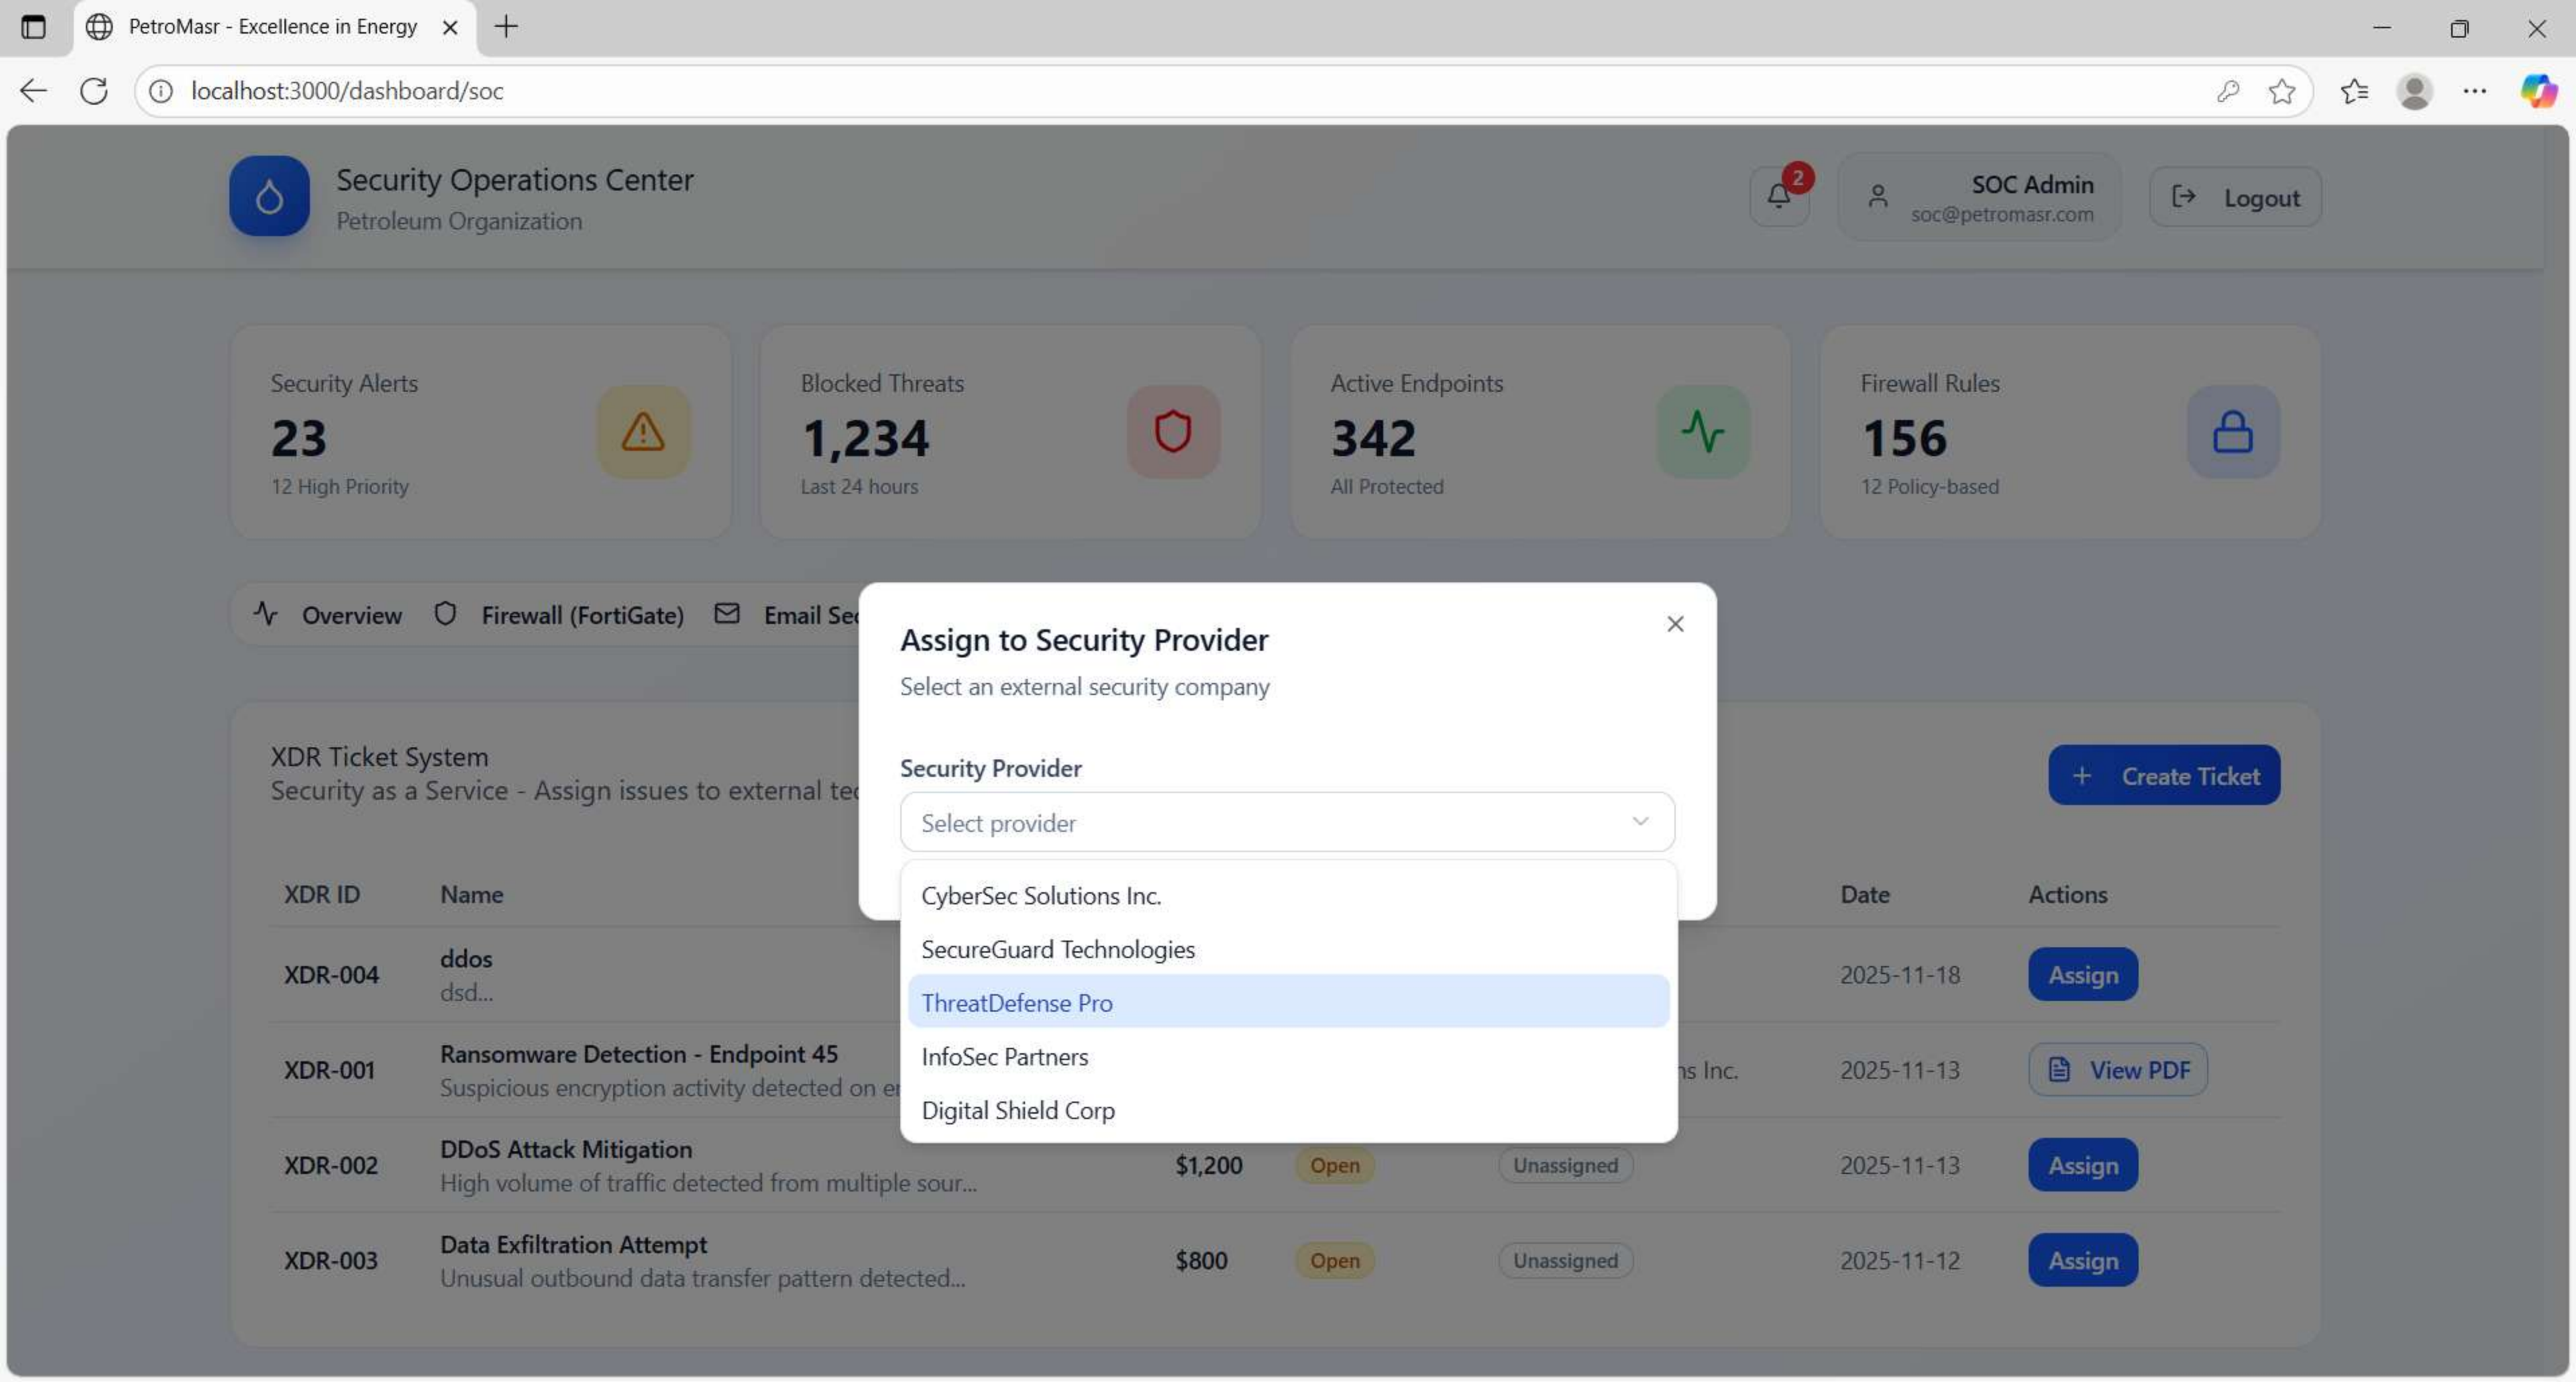 PetroMasr - Excellence in Energy
localhost:3000/dashboard/soc
Security Operations Center
Petroleum Organization
2
SOC Admin
soc@petromasr.com
Logout
Security Alerts
23
12 High Priority
Blocked Threats
1,234
Last 24 hours
Active Endpoints
342
All Protected
Firewall Rules
156
12 Policy-based
Overview
Firewall (FortiGate)
Email Sec
Assign to Security Provider
Select an external security company
Security Provider
Select provider
CyberSec Solutions Inc.
SecureGuard Technologies
ThreatDefense Pro
InfoSec Partners
Digital Shield Corp
XDR Ticket System
Security as a Service - Assign issues to external tec
Create Ticket
XDR ID Name Date Actions
XDR-004 ddos 2025-11-18 Assign
dsd...
XDR-001 Ransomware Detection - Endpoint 45 ns Inc. 2025-11-13 View PDF
Suspicious encryption activity detected on en
XDR-002 DDoS Attack Mitigation $1,200 Open Unassigned 2025-11-13 Assign
High volume of traffic detected from multiple sour...
XDR-003 Data Exfiltration Attempt $800 Open Unassigned 2025-11-12 Assign
Unusual outbound data transfer pattern detected...